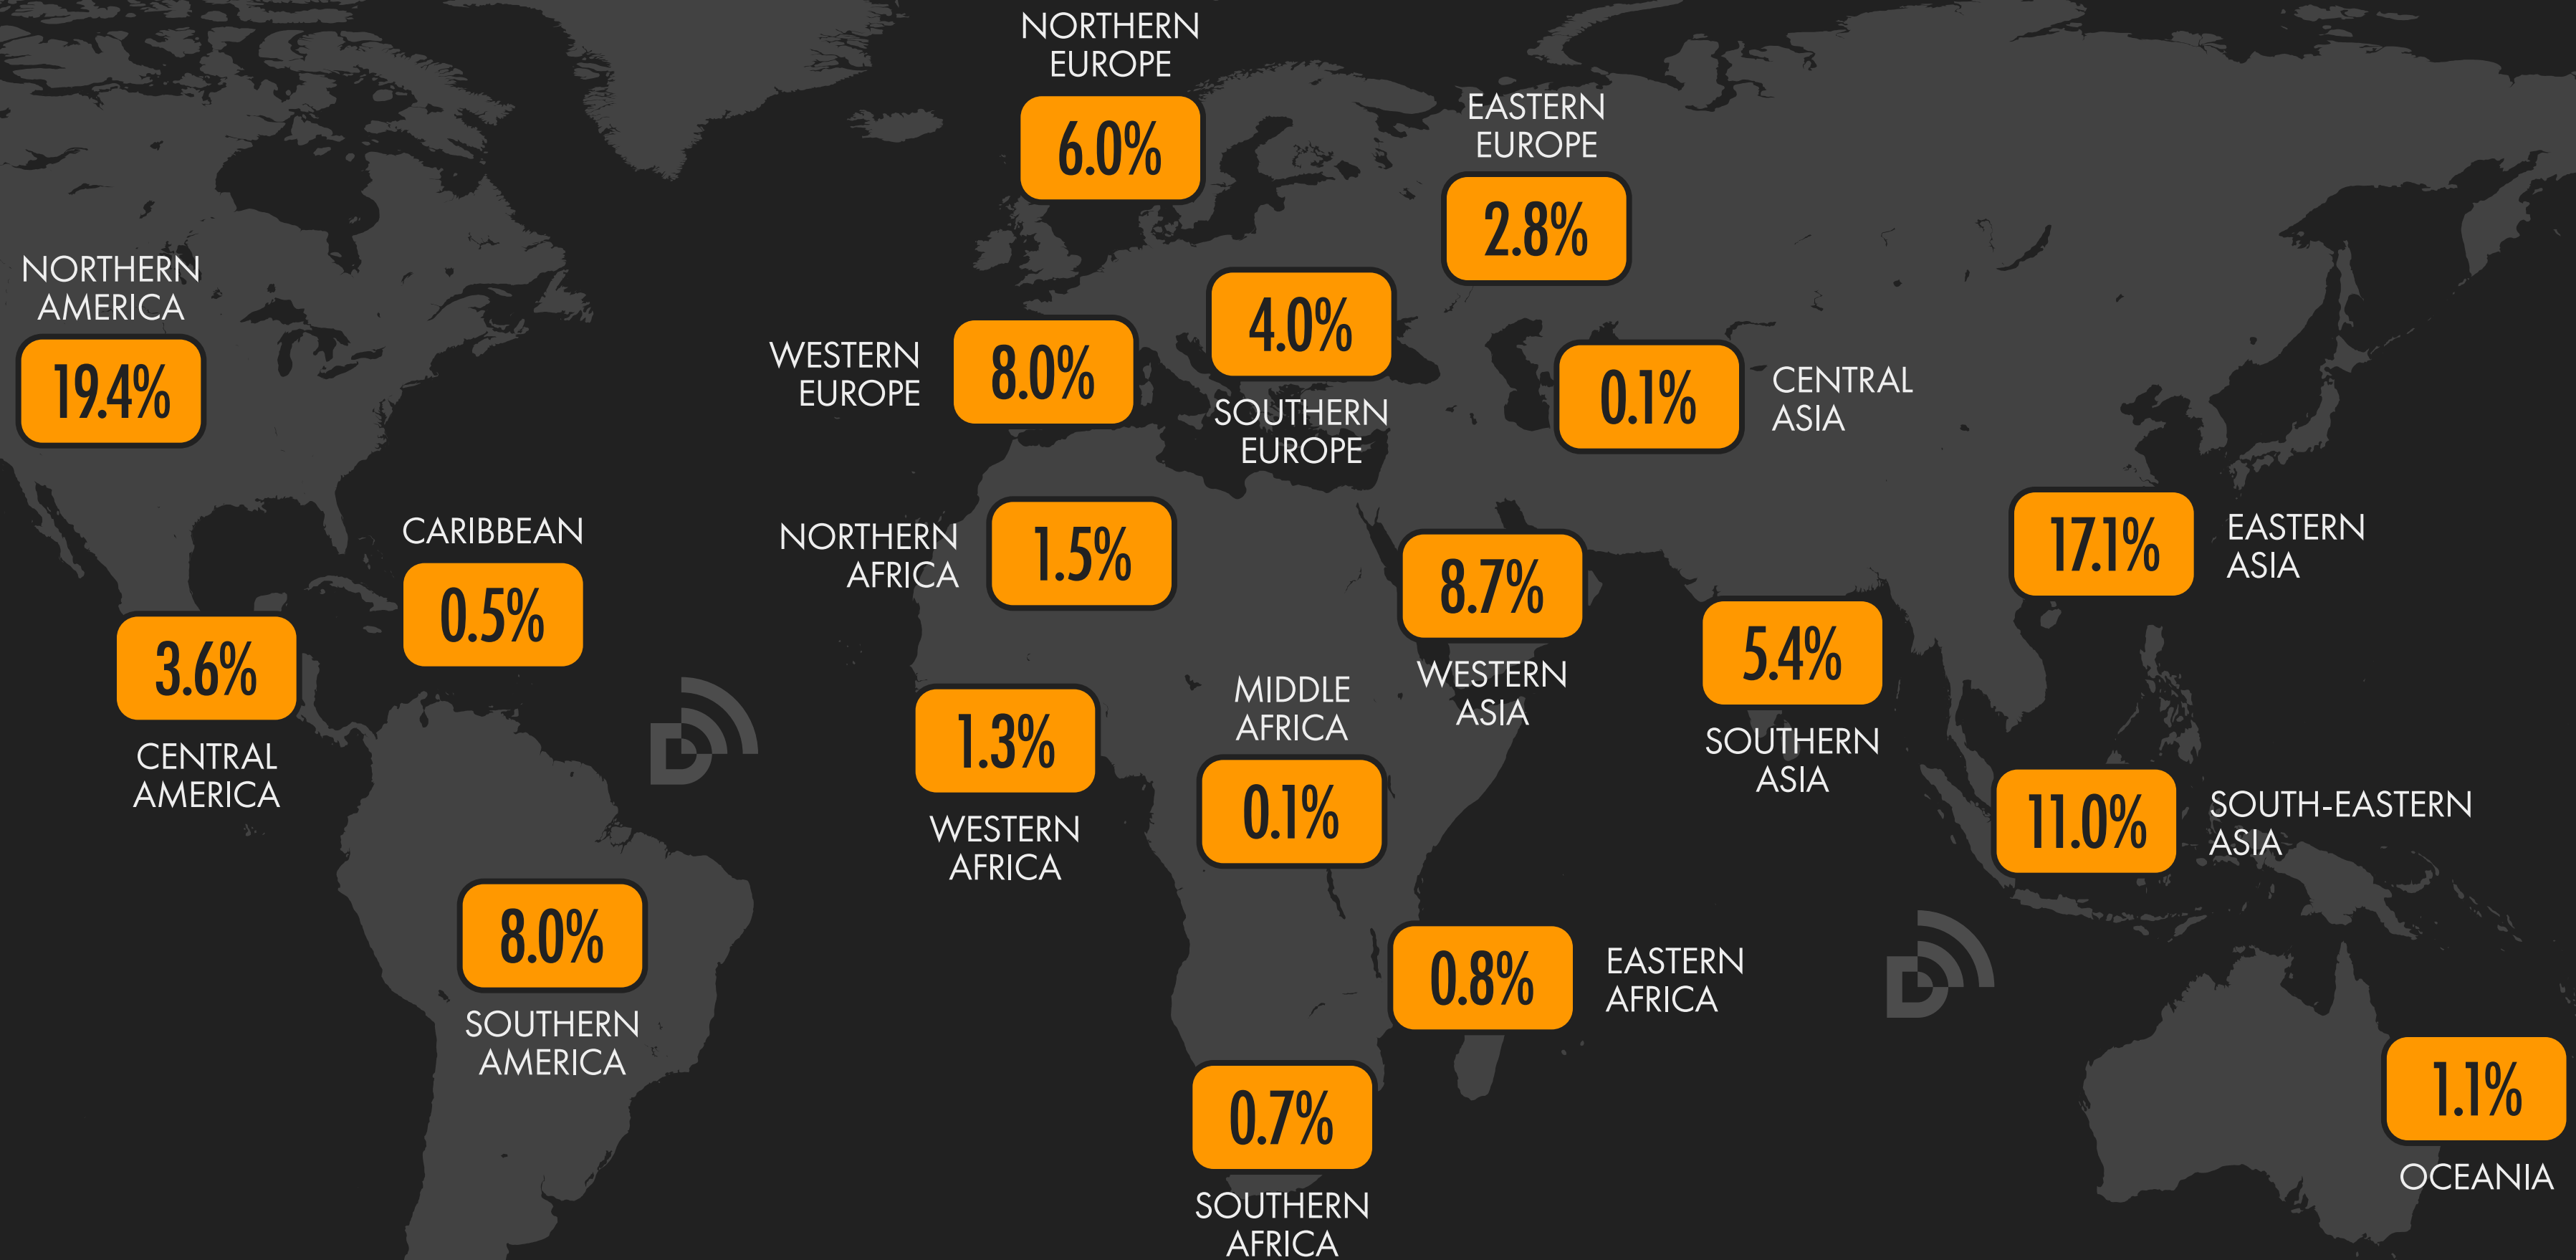 NORTHERN
EUROPE
6.0%
EASTERN
EUROPE
2.8%
NORTHERN
AMERICA
19.4%
WESTERN
EUROPE
8.0%
4.0%
SOUTHERN
EUROPE
0.1%
CENTRAL
ASIA
CARIBBEAN
0.5%
NORTHERN
AFRICA
1.5%
8.7%
WESTERN
ASIA
17.1%
EASTERN
ASIA
3.6%
CENTRAL
AMERICA
1.3%
WESTERN
AFRICA
MIDDLE
AFRICA
0.1%
5.4%
SOUTHERN
ASIA
11.0%
SOUTH-EASTERN
ASIA
8.0%
SOUTHERN
AMERICA
0.8%
EASTERN
AFRICA
0.7%
SOUTHERN
AFRICA
1.1%
OCEANIA